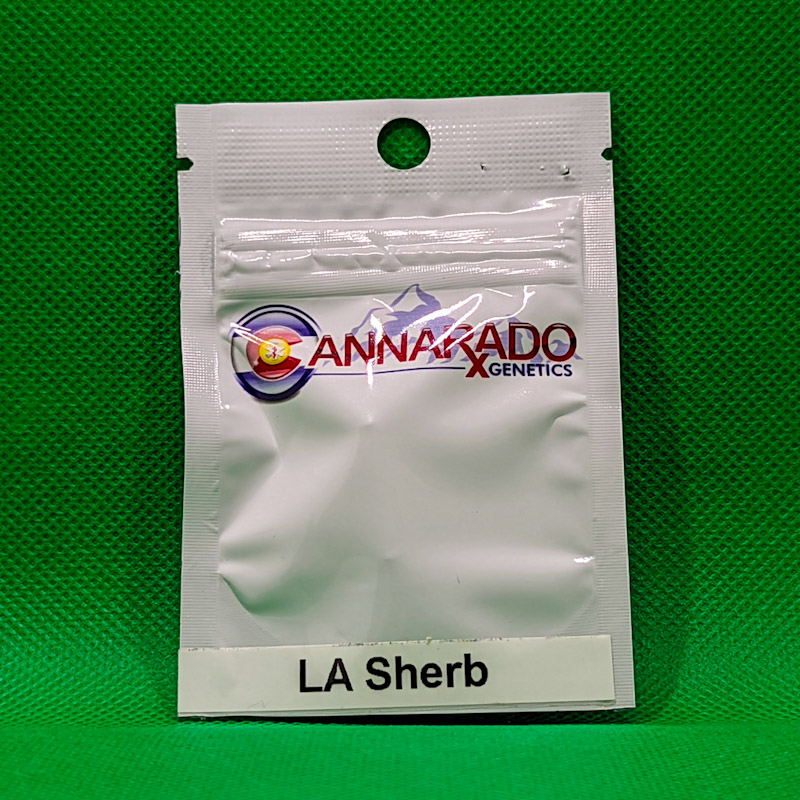 CANNARADO
X GENETICS
LA Sherb